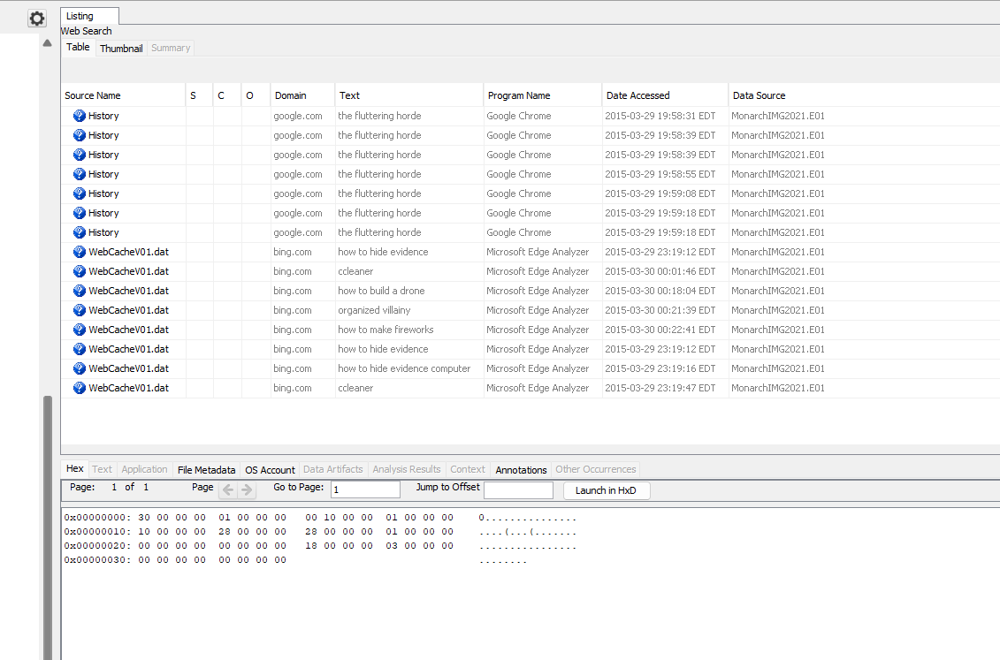 Listing
Web Search
Table Thumbnail Summary
Source Name S C O Domain Text Program Name Date Accessed Data Source
History google.com the fluttering horde Google Chrome 2015-03-29 19:58:31 EDT MonarchIMG2021.E01
History google.com the fluttering horde Google Chrome 2015-03-29 19:58:39 EDT MonarchIMG2021.E01
History google.com the fluttering horde Google Chrome 2015-03-29 19:58:39 EDT MonarchIMG2021.E01
History google.com the fluttering horde Google Chrome 2015-03-29 19:58:55 EDT MonarchIMG2021.E01
History google.com the fluttering horde Google Chrome 2015-03-29 19:59:08 EDT MonarchIMG2021.E01
History google.com the fluttering horde Google Chrome 2015-03-29 19:59:18 EDT MonarchIMG2021.E01
History google.com the fluttering horde Google Chrome 2015-03-29 19:59:18 EDT MonarchIMG2021.E01
WebCacheV01.dat bing.com how to hide evidence Microsoft Edge Analyzer 2015-03-29 23:19:12 EDT MonarchIMG2021.E01
WebCacheV01.dat bing.com ccleaner Microsoft Edge Analyzer 2015-03-30 00:01:46 EDT MonarchIMG2021.E01
WebCacheV01.dat bing.com how to build a drone Microsoft Edge Analyzer 2015-03-30 00:18:04 EDT MonarchIMG2021.E01
WebCacheV01.dat bing.com organized villainy Microsoft Edge Analyzer 2015-03-30 00:21:39 EDT MonarchIMG2021.E01
WebCacheV01.dat bing.com how to make fireworks Microsoft Edge Analyzer 2015-03-30 00:22:41 EDT MonarchIMG2021.E01
WebCacheV01.dat bing.com how to hide evidence Microsoft Edge Analyzer 2015-03-29 23:19:12 EDT MonarchIMG2021.E01
WebCacheV01.dat bing.com how to hide evidence computer Microsoft Edge Analyzer 2015-03-29 23:19:16 EDT MonarchIMG2021.E01
WebCacheV01.dat bing.com ccleaner Microsoft Edge Analyzer 2015-03-29 23:19:47 EDT MonarchIMG2021.E01
Hex Text Application File Metadata OS Account Data Artifacts Analysis Results Context Annotations Other Occurrences
Page: 1 of 1 Page Go to Page: 1 Jump to Offset Launch in HxD
0x00000000: 30 00 00 00 01 00 00 00 00 10 00 00 01 00 00 00 0...............
0x00000010: 10 00 00 00 28 00 00 00 28 00 00 00 01 00 00 00 ....(...(.......
0x00000020: 00 00 00 00 00 00 00 00 18 00 00 00 03 00 00 00 ................
0x00000030: 00 00 00 00 00 00 00 00 ........